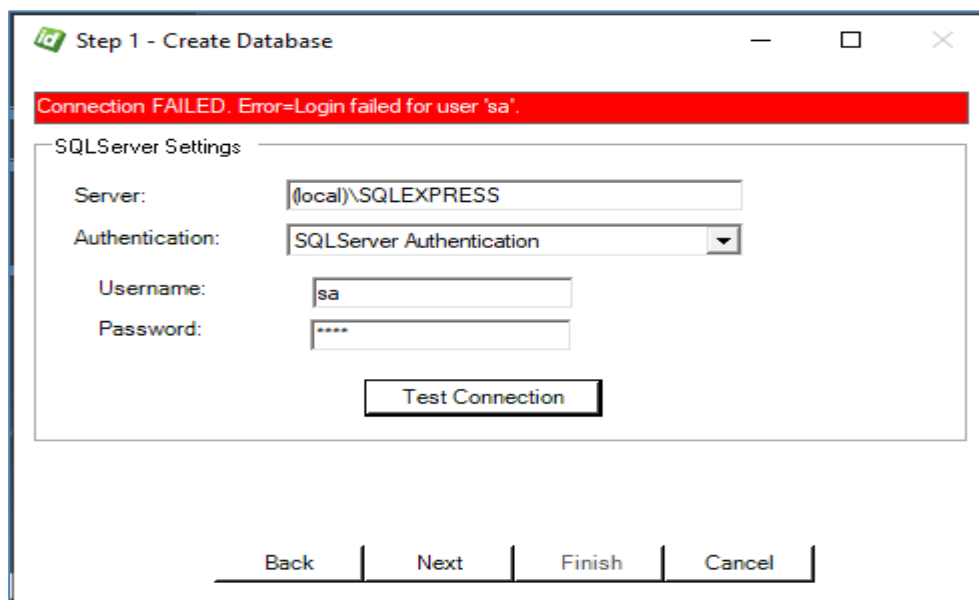 id Step 1 - Create Database
Connection FAILED. Error=Login failed for user 'sa'.
SQLServer Settings
Server: (local)\SQLEXPRESS
Authentication: SQLServer Authentication
Username: sa
Password: ****
Test Connection
Back Next Finish Cancel